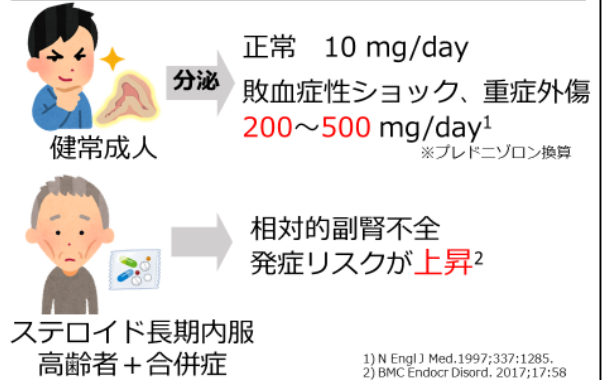 正常 10 mg/day
分泌
敗血症性ショック、重症外傷
200~500 mg/day1
※プレドニゾロン換算
健常成人
相対的副腎不全
発症リスクが上昇2
ステロイド長期内服
高齢者+合併症
1) N Engl J Med.1997;337:1285.
2) BMC Endocr Disord. 2017;17:58